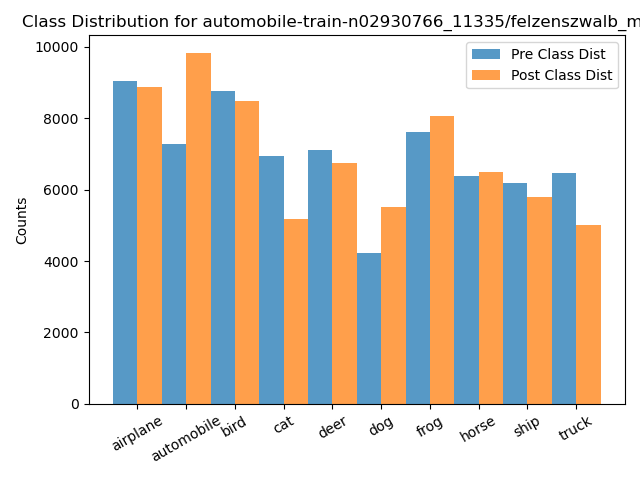 Class Distribution for automobile-train-n02930766_11335/felzenszwalb_m
Pre Class Dist
Post Class Dist
Counts
10000
8000
6000
4000
2000
0
airplane
automobile
bird
cat
deer
dog
frog
horse
ship
truck